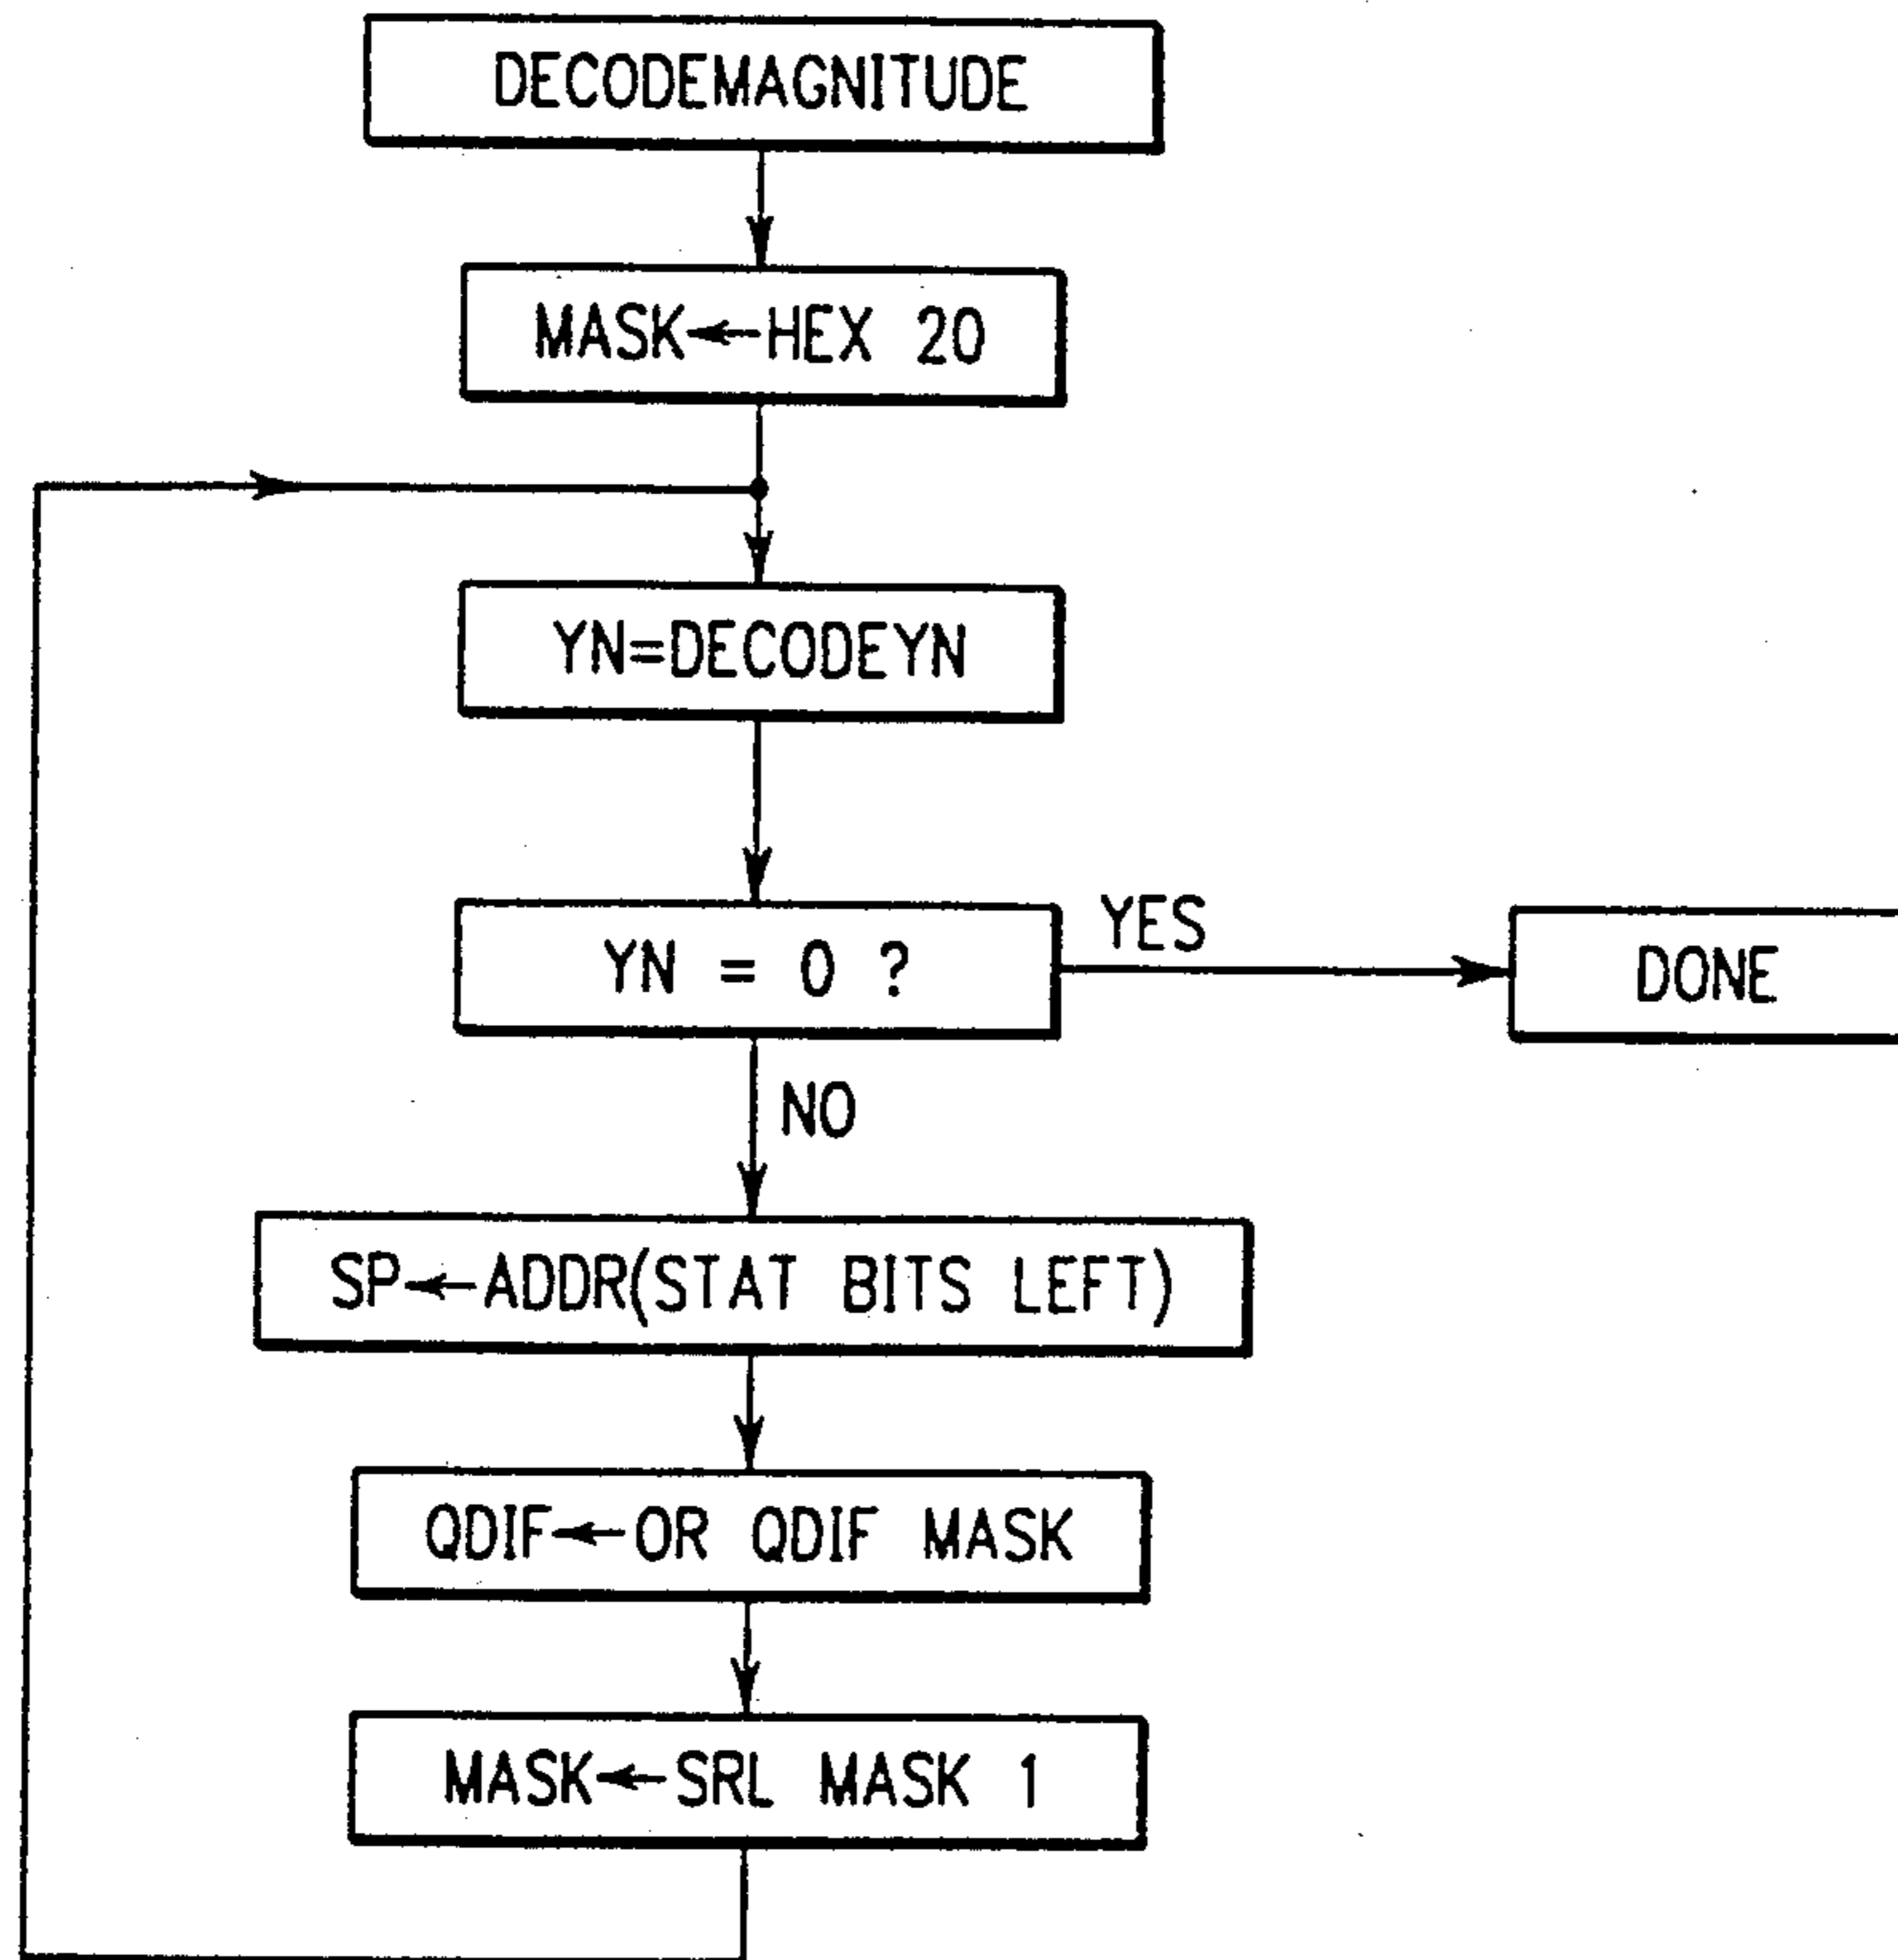 DECODEMAGNITUDE
MASK←HEX 20
YN=DECODEYN
YN = 0 ?
YES
DONE
NO
SP←ADDR(STAT BITS LEFT)
QDIF←OR QDIF MASK
MASK←SRL MASK 1